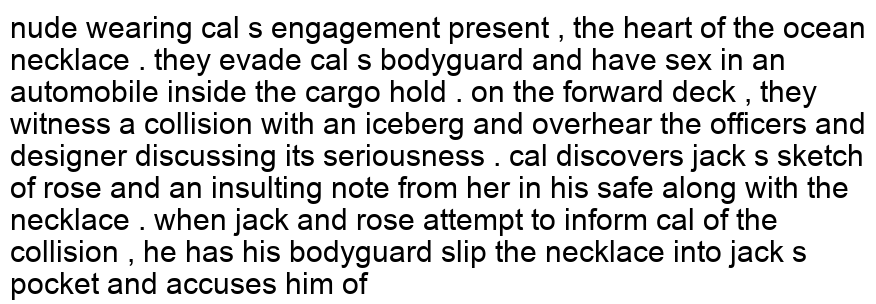 nude wearing cal s engagement present , the heart of the ocean
necklace . they evade cal s bodyguard and have sex in an
automobile inside the cargo hold . on the forward deck , they
witness a collision with an iceberg and overhear the officers and
designer discussing its seriousness . cal discovers jack s sketch
of rose and an insulting note from her in his safe along with the
necklace . when jack and rose attempt to inform cal of the
collision , he has his bodyguard slip the necklace into jack s
pocket and accuses him of